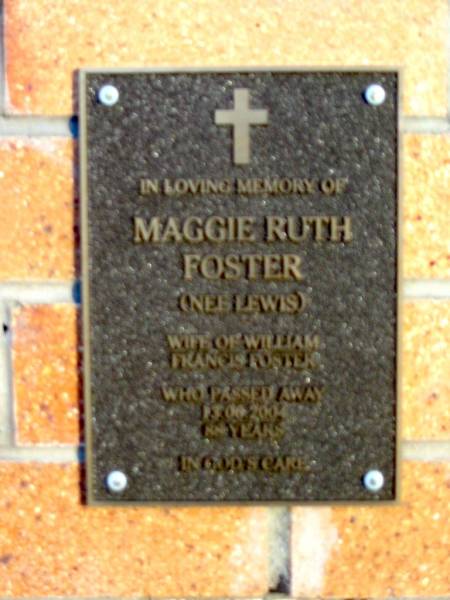 IN LOVING MEMORY OF
MAGGIE RUTH
FOSTER
(NEE LEWIS)
WIFE OF WILLIAM
FRANCIS FOSTER
WHO PASSED AWAY
YEARS
IN GOD'S CARE